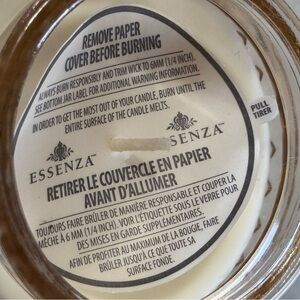 REMOVE PAPER
COVER BEFORE BURNING
ALWAYS BURN RESPONSIBLY AND TRIM WICK TO 6MM (1/4 INCH).
SEE BOTTOM JAR LABEL FOR ADDITIONAL WARNING INFORMATION.
IN ORDER TO GET THE MOST OUT OF YOUR CANDLE, BURN UNTIL THE
ENTIRE SURFACE OF THE CANDLE MELTS.
PULL
TIRER
ESSENZA
SENZA
RETIRER LE COUVERCLE EN PAPIER
AVANT D'ALLUMER
TOUJOURS FAIRE BRÛLER DE MANIÈRE RESPONSABLE ET COUPER LA
MÈCHE À 6 MM (1/4 INCH). VOIR L'ÉTIQUETTE SOUS LE VERRE POUR
DES MISES EN GARDE SUPPLÉMENTAIRES.
AFIN DE PROFITER AU MAXIMUM DE LA BOUGIE, FAIRE
BRÛLER JUSQU'À CE QUE TOUTE SA
SURFACE FONDE.